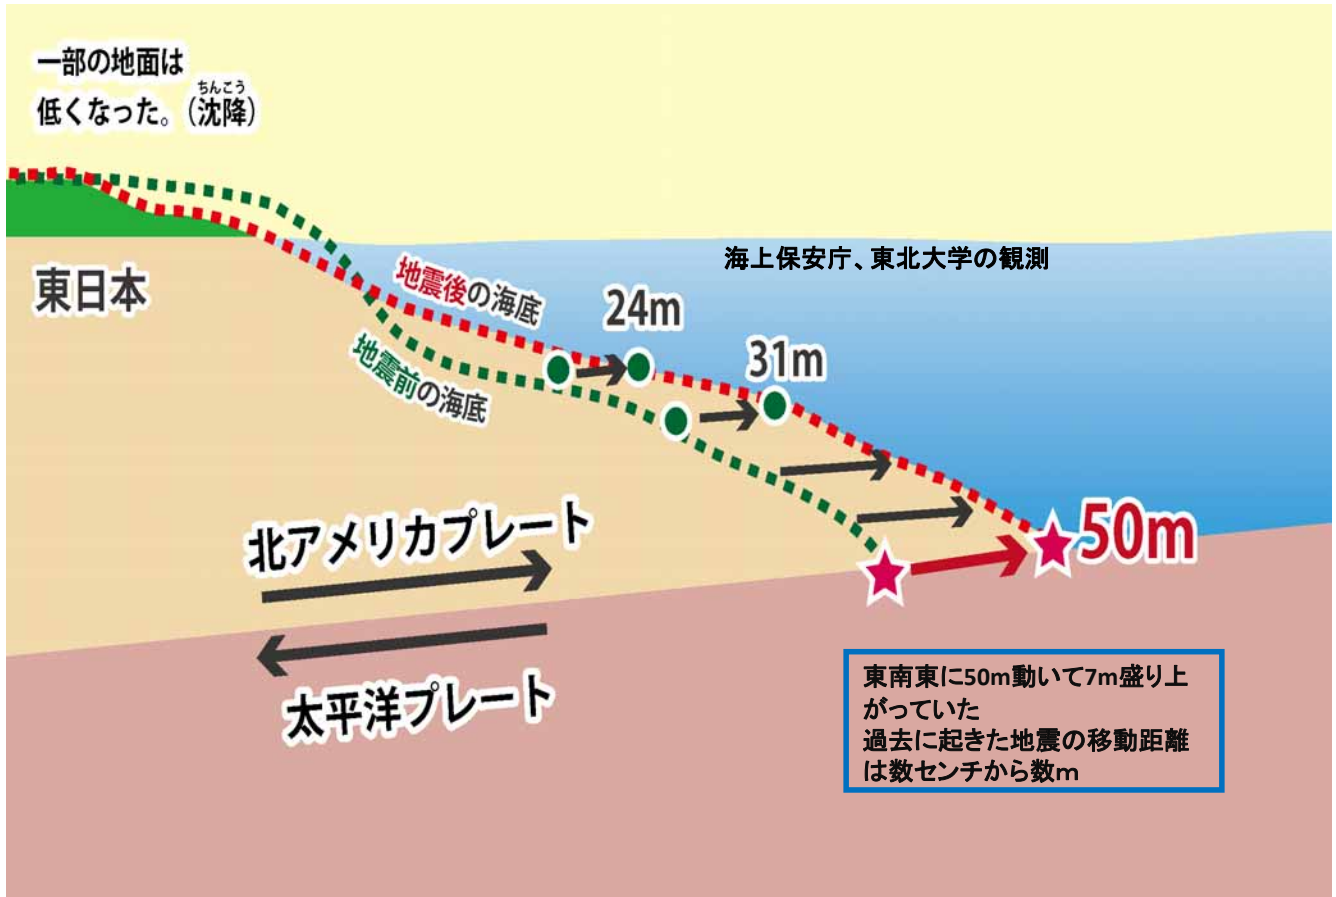 一部の地面は
ちんこう
低くなった。（沈降）
海上保安庁、東北大学の観測
東日本
地震後の海底
24m
31m
地震前の海底
北アメリカプレート
50m
太平洋プレート
東南東に50m動いて7m盛り上
がっていた
過去に起きた地震の移動距離
は数センチから数ｍ